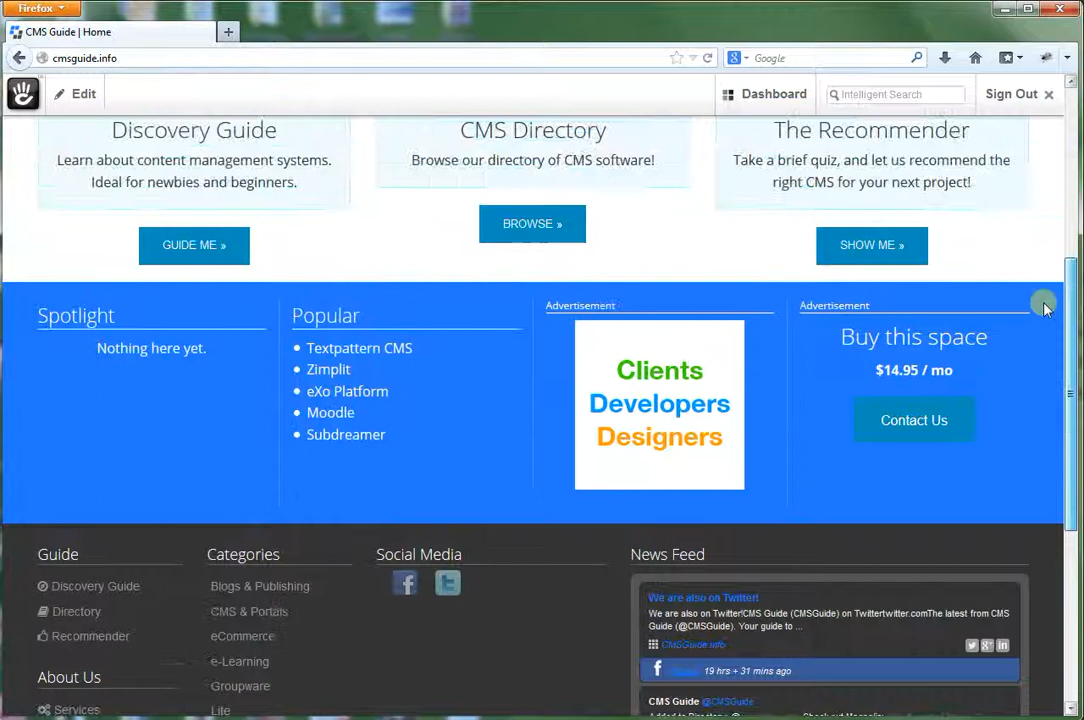 Firefox
CMS Guide | Home
cmsguide.info
Google
Edit
Dashboard
Intelligent Search
Sign Out
Discovery Guide
Learn about content management systems.
Ideal for newbies and beginners.
GUIDE ME »
CMS Directory
Browse our directory of CMS software!
BROWSE »
The Recommender
Take a brief quiz, and let us recommend the
right CMS for your next project!
SHOW ME »
Spotlight
Nothing here yet.
Popular
Textpattern CMS
Zimplit
eXo Platform
Moodle
Subdreamer
Advertisement
Clients
Developers
Designers
Advertisement
Buy this space
$14.95 / mo
Contact Us
Guide
Discovery Guide
Directory
Recommender
About Us
Services
Categories
Blogs & Publishing
CMS & Portals
eCommerce
e-Learning
Groupware
Lite
Social Media
News Feed
We are also on Twitter!
We are also on Twitter!CMS Guide (CMSGuide) on Twittertwitter.comThe latest from CMS
Guide (@CMSGuide). Your guide to ...
CMSGuide.info
19 hrs + 31 mins ago
CMS Guide @CMSGuide